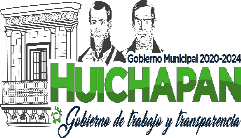 Gobierno Municipal 2020-2024
HUICHAPAN
Gobierno de trabajo y transparencia